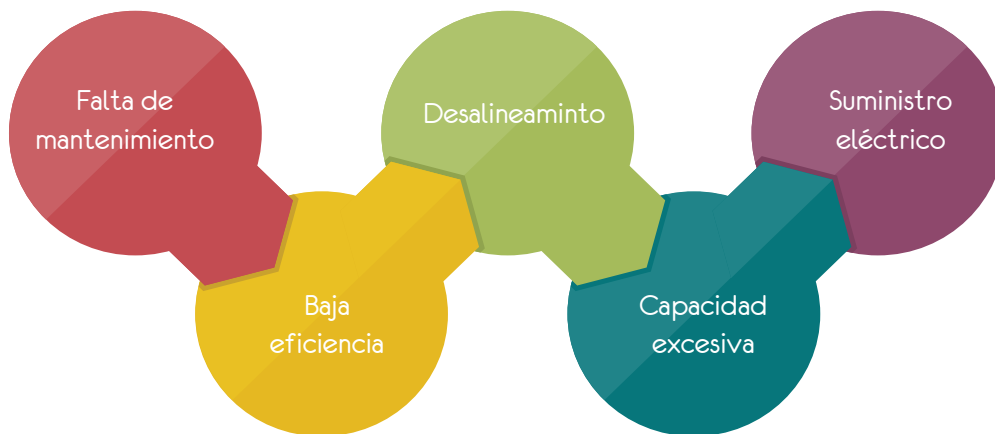 Falta de
mantenimiento
Baja
eficiencia
Desalineaminto
Capacidad
excesiva
Suministro
eléctrico